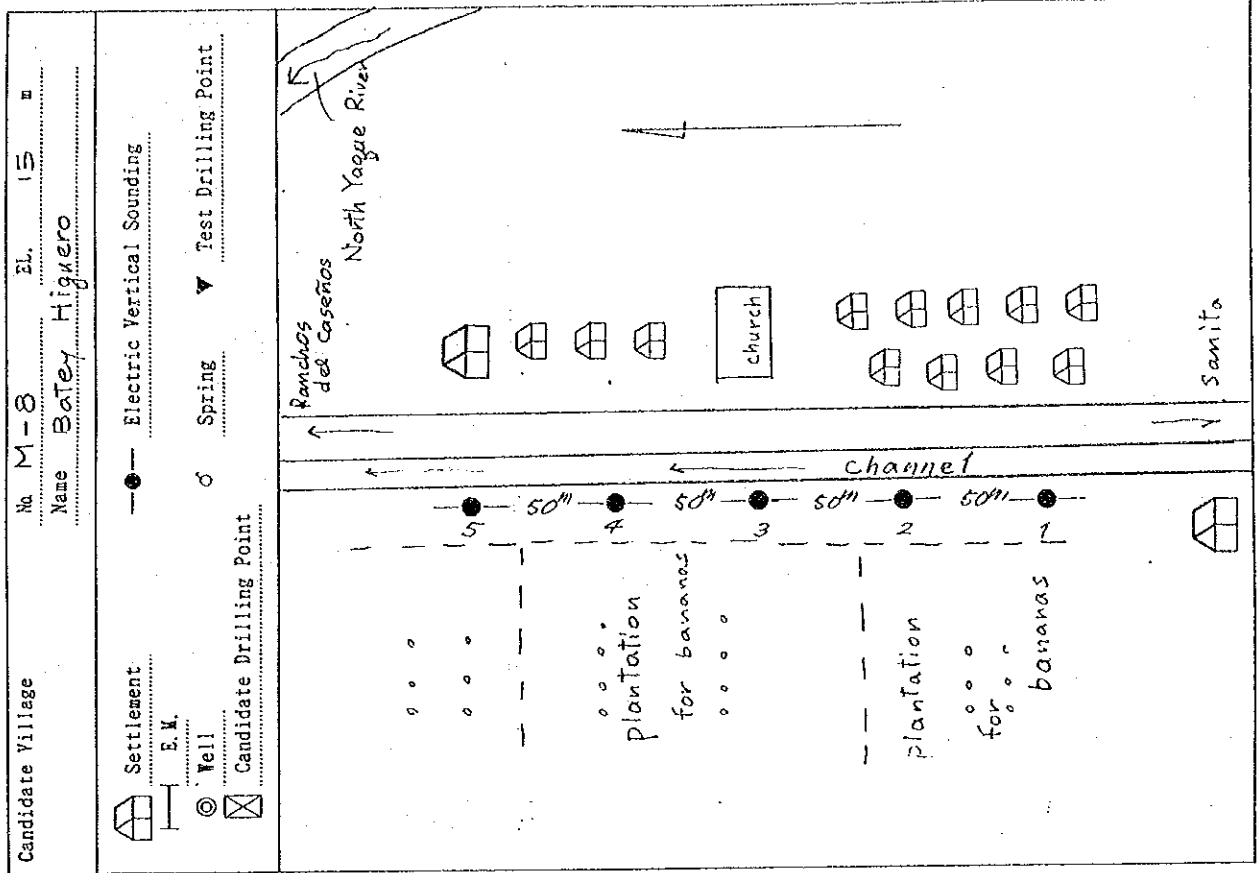 Candidate Village
No M-8 EL. 15 m
Name Batey Higuero
Settlement
E.M.
Well
Candidate Drilling Point
Electric Vertical Sounding
Spring
Test Drilling Point
Ranchos
del Caseños
North Yaque River
church
Sanita
channel
5 50m 4 50m 3 50m 2 50m 1
plantation
for bananas
plantation
for
bananas